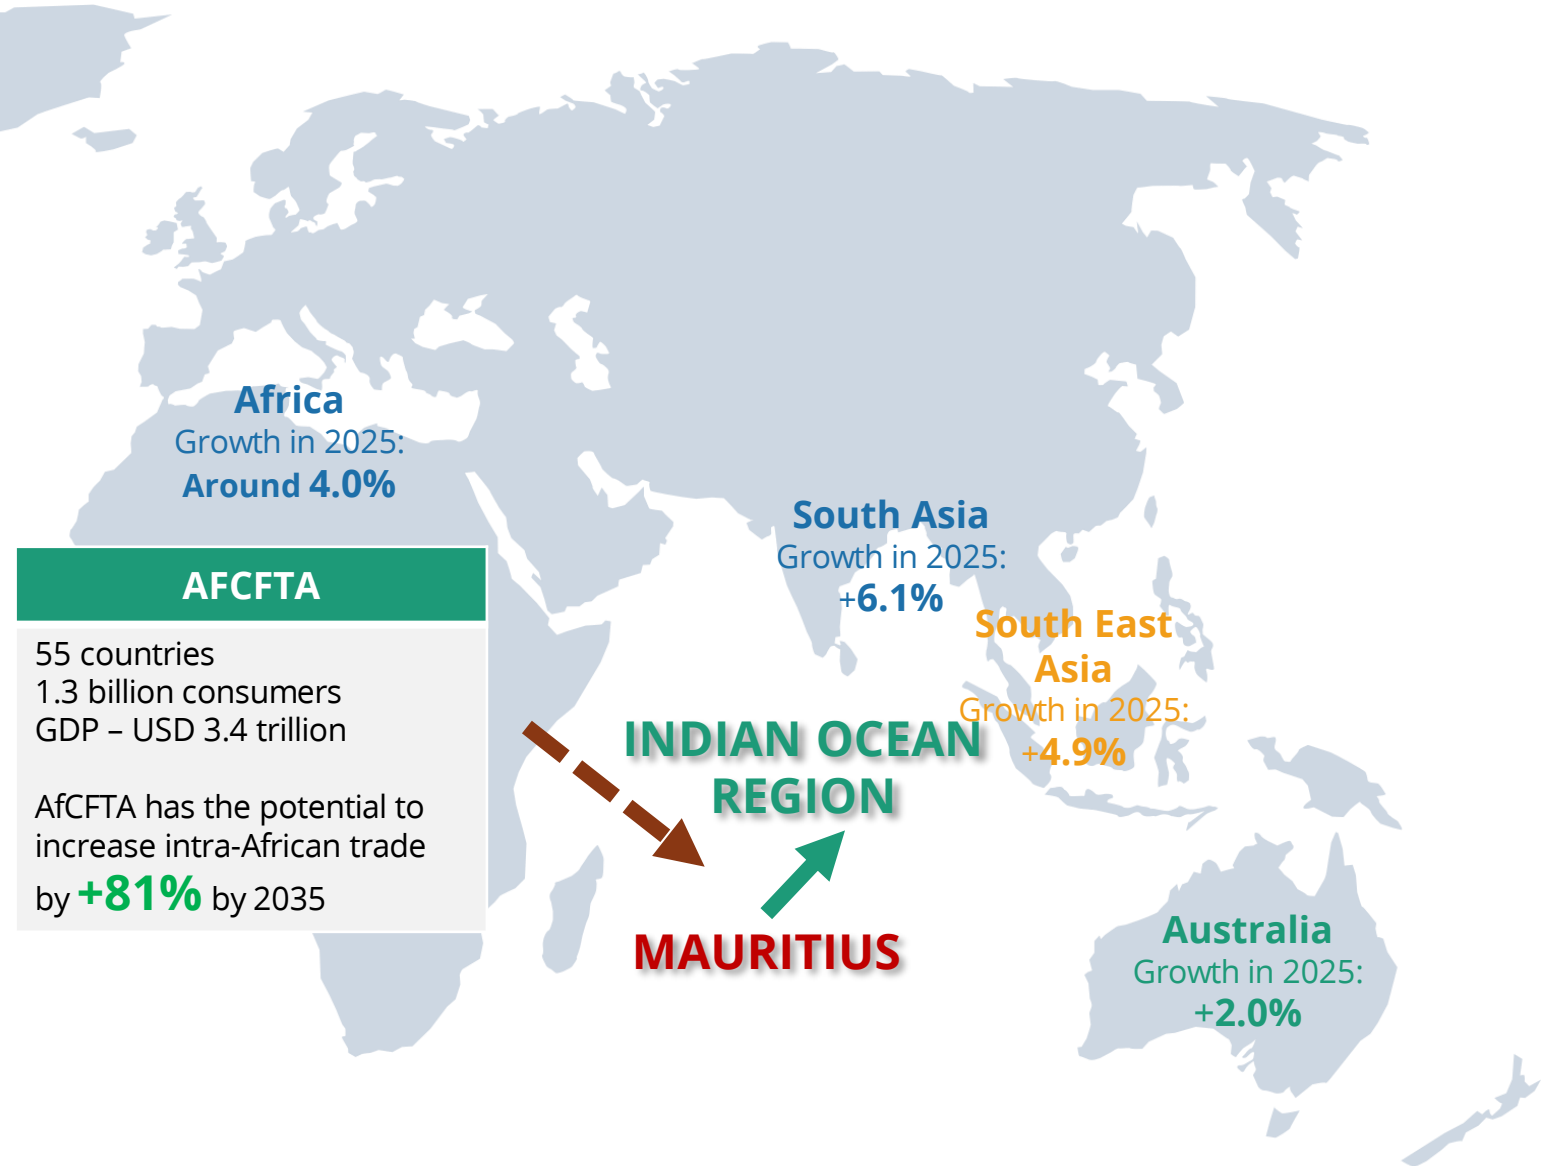 Africa
Growth in 2025:
Around 4.0%
AFCFTA
55 countries
1.3 billion consumers
GDP – USD 3.4 trillion
AfCFTA has the potential to
increase intra-African trade
by +81% by 2035
South Asia
Growth in 2025:
+6.1%
South East
Asia
Growth in 2025:
+4.9%
INDIAN OCEAN
REGION
MAURITIUS
Australia
Growth in 2025:
+2.0%